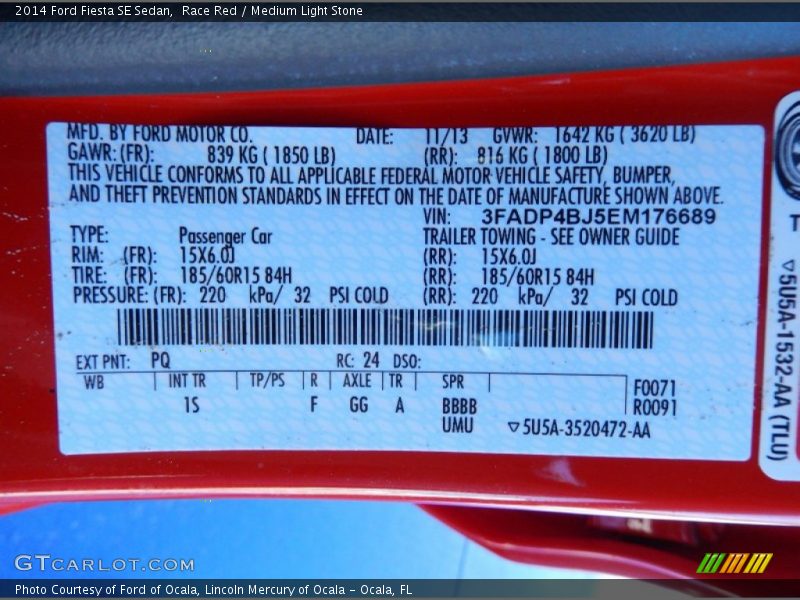 2014 Ford Fiesta SE Sedan,  Race Red / Medium Light Stone
MFD. BY FORD MOTOR CO. DATE: 11/13 GVWR: 1642 KG ( 3620 LB)
GAWR: (FR): 839 KG ( 1850 LB) (RR): 816 KG ( 1800 LB)
THIS VEHICLE CONFORMS TO ALL APPLICABLE FEDERAL MOTOR VEHICLE SAFETY, BUMPER,
AND THEFT PREVENTION STANDARDS IN EFFECT ON THE DATE OF MANUFACTURE SHOWN ABOVE.
VIN: 3FADP4BJ5EM176689
TYPE: Passenger Car TRAILER TOWING - SEE OWNER GUIDE
RIM: (FR): 15X6.0J (RR): 15X6.0J
TIRE: (FR): 185/60R15 84H (RR): 185/60R15 84H
PRESSURE: (FR): 220 kPa/ 32 PSI COLD (RR): 220 kPa/ 32 PSI COLD
EXT PNT: PQ RC: 24 DSO:
WB INT TR TP/PS R AXLE TR SPR F0071
1S F GG A BBBB R0091
UMU ▽5U5A-3520472-AA
▽5U5A-1532-AA (TLU)
GTCARLOT.COM
Photo Courtesy of Ford of Ocala, Lincoln Mercury of Ocala - Ocala, FL